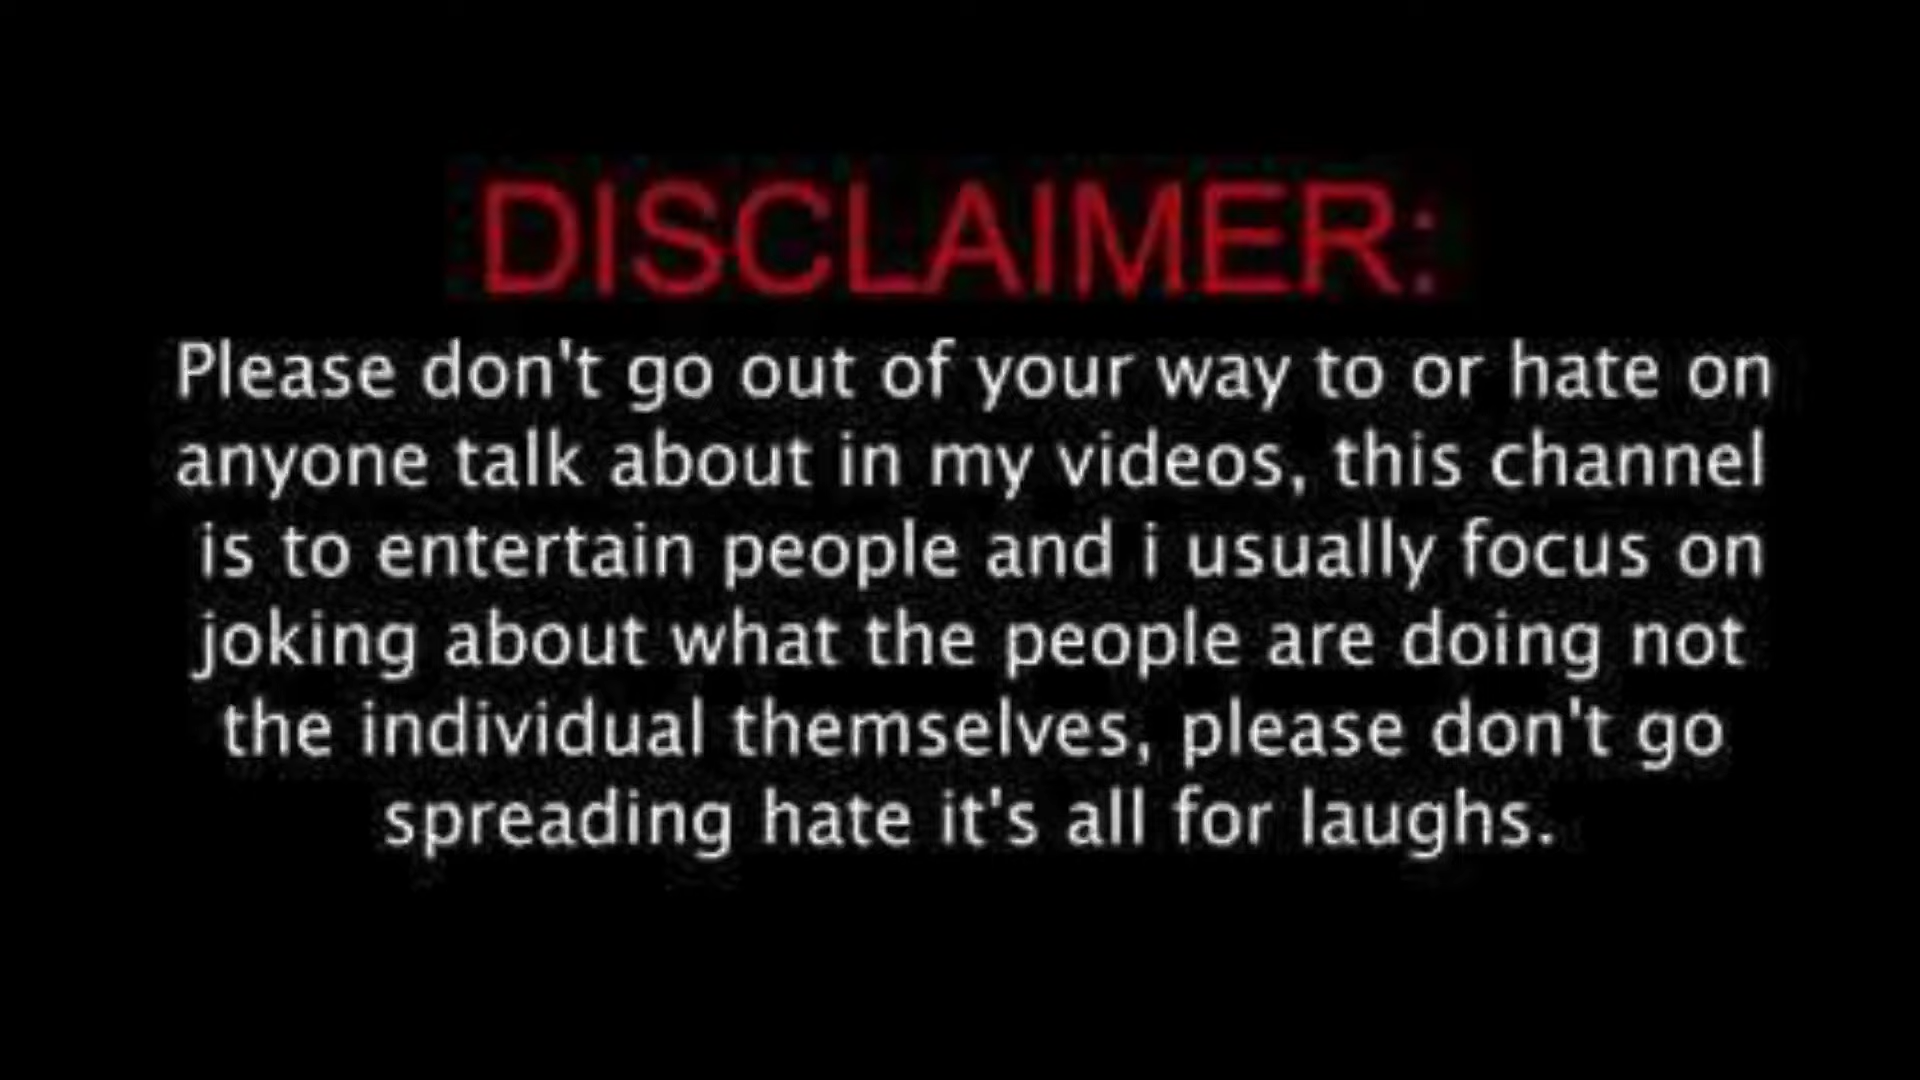 DISCLAIMER:
Please don't go out of your way to or hate on
anyone talk about in my videos, this channel
is to entertain people and i usually focus on
joking about what the people are doing not
the individual themselves, please don't go
spreading hate it's all for laughs.